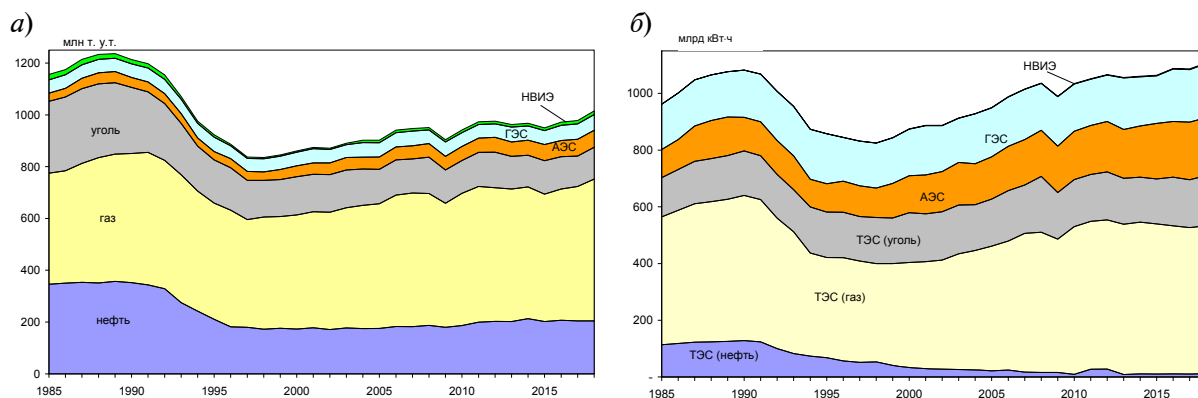 а)
млн т. у.т.
1200
1000
800
600
400
200
0
НВИЭ
ГЭС
АЭС
уголь
газ
нефть
1985 1990 1995 2000 2005 2010 2015
б)
млрд кВт·ч
1000
800
600
400
200
-
НВИЭ
ГЭС
АЭС
ТЭС (уголь)
ТЭС (газ)
ТЭС (нефть)
1985 1990 1995 2000 2005 2010 2015